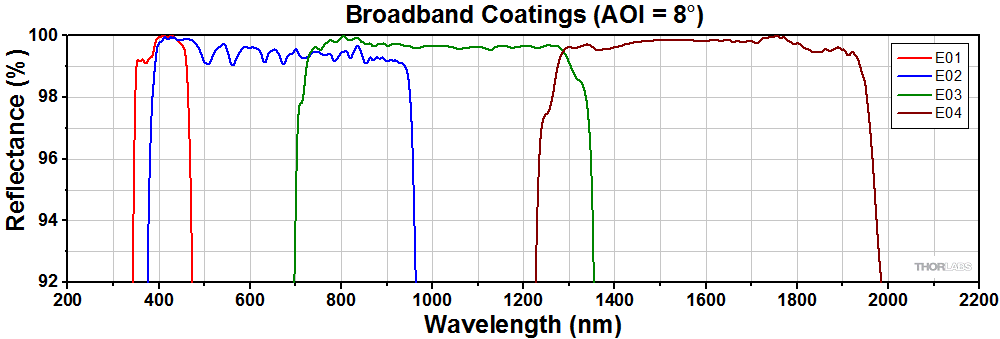 Broadband Coatings (AOI = 8°)
Reflectance (%)
100
98
96
94
92
E01
E02
E03
E04
THORLABS
200 400 600 800 1000 1200 1400 1600 1800 2000 2200
Wavelength (nm)